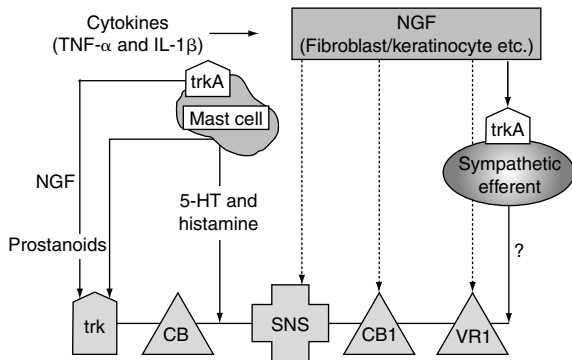 Cytokines
(TNF-α and IL-1β)
NGF
(Fibroblast/keratinocyte etc.)
trkA
Mast cell
trkA
Sympathetic
efferent
NGF
5-HT and
histamine
Prostanoids
?
trk
CB
SNS
CB1
VR1